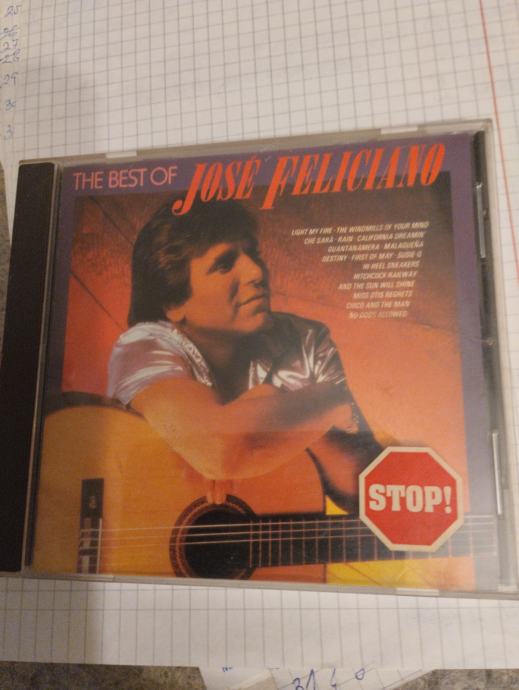 THE BEST OF JOSÉ FELICIANO
LIGHT MY FIRE · THE WINDMILLS OF YOUR MIND
CHE SARÀ · RAIN · CALIFORNIA DREAMIN'
GUANTANAMERA · MALAGUEÑA
DESTINY · FIRST OF MAY · SUSIE-Q
HI-HEEL SNEAKERS
HITCHCOCK RAILWAY
AND THE SUN WILL SHINE
MISS OTIS REGRETS
CHICO AND THE MAN
NO DOGS ALLOWED
STOP!